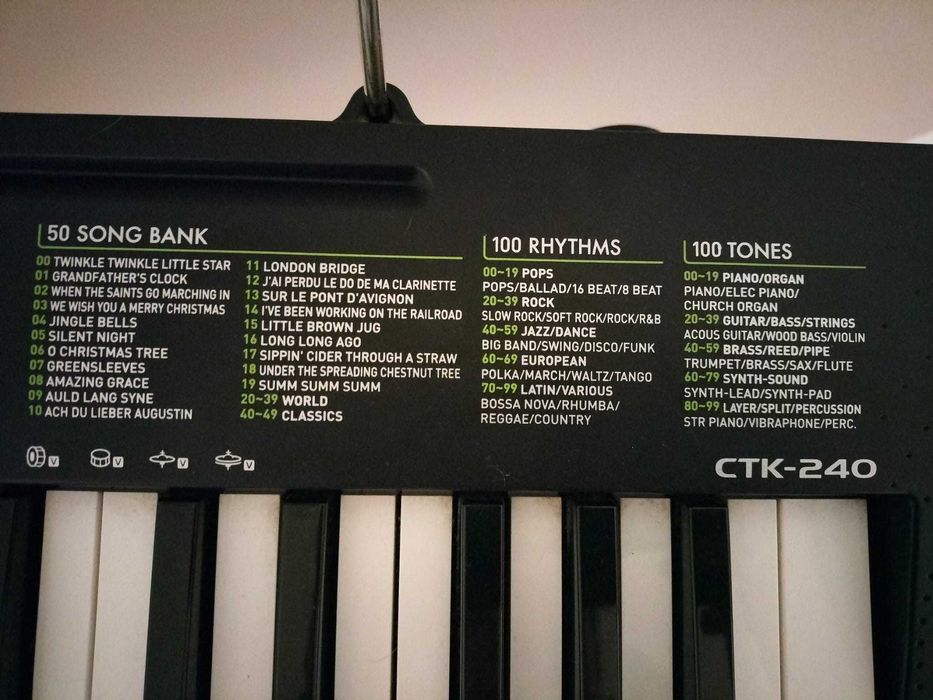 50 SONG BANK
00 TWINKLE TWINKLE LITTLE STAR
01 GRANDFATHER'S CLOCK
02 WHEN THE SAINTS GO MARCHING IN
03 WE WISH YOU A MERRY CHRISTMAS
04 JINGLE BELLS
05 SILENT NIGHT
06 O CHRISTMAS TREE
07 GREENSLEEVES
08 AMAZING GRACE
09 AULD LANG SYNE
10 ACH DU LIEBER AUGUSTIN
11 LONDON BRIDGE
12 J'AI PERDU LE DO DE MA CLARINETTE
13 SUR LE PONT D'AVIGNON
14 I'VE BEEN WORKING ON THE RAILROAD
15 LITTLE BROWN JUG
16 LONG LONG AGO
17 SIPPIN' CIDER THROUGH A STRAW
18 UNDER THE SPREADING CHESTNUT TREE
19 SUMM SUMM SUMM
20~39 WORLD
40~49 CLASSICS
100 RHYTHMS
00~19 POPS
POPS/BALLAD/16 BEAT/8 BEAT
20~39 ROCK
SLOW ROCK/SOFT ROCK/ROCK/R&B
40~59 JAZZ/DANCE
BIG BAND/SWING/DISCO/FUNK
60~69 EUROPEAN
POLKA/MARCH/WALTZ/TANGO
70~99 LATIN/VARIOUS
BOSSA NOVA/RHUMBA/
REGGAE/COUNTRY
100 TONES
00~19 PIANO/ORGAN
PIANO/ELEC PIANO/
CHURCH ORGAN
20~39 GUITAR/BASS/STRINGS
ACOUS GUITAR/WOOD BASS/VIOLIN
40~59 BRASS/REED/PIPE
TRUMPET/BRASS/SAX/FLUTE
60~79 SYNTH-SOUND
SYNTH-LEAD/SYNTH-PAD
80~99 LAYER/SPLIT/PERCUSSION
STR PIANO/VIBRAPHONE/PERC.
V V V V
CTK-240